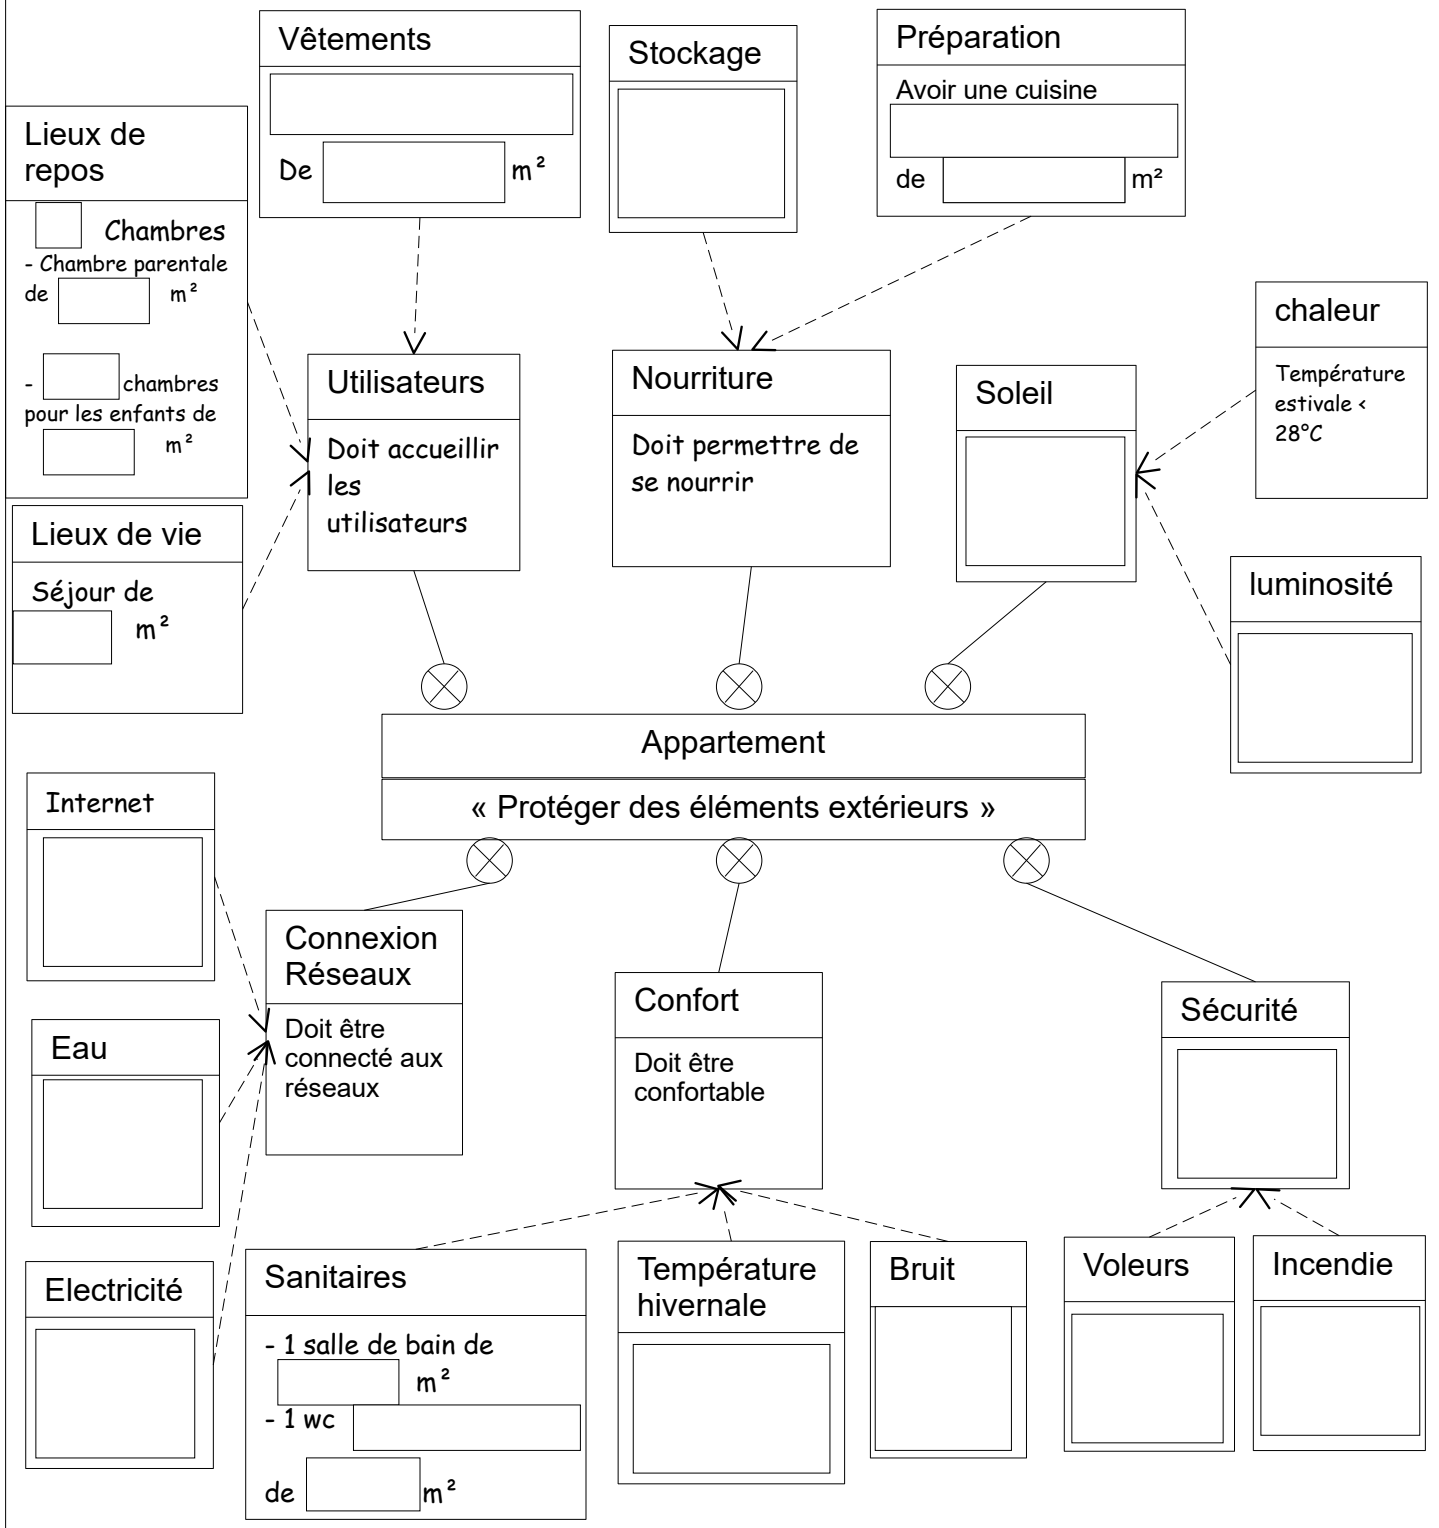 Vêtements
De m²
Stockage
Préparation
Avoir une cuisine
de m²
Lieux de
repos
Chambres
- Chambre parentale
de m²
- chambres
pour les enfants de
m²
Utilisateurs
Doit accueillir
les
utilisateurs
Nourriture
Doit permettre de
se nourrir
Soleil
chaleur
Température
estivale <
28°C
Lieux de vie
Séjour de
m²
luminosité
Appartement
« Protéger des éléments extérieurs »
Internet
Connexion
Réseaux
Doit être
connecté aux
réseaux
Confort
Doit être
confortable
Sécurité
Eau
Electricité
Sanitaires
- 1 salle de bain de
m²
- 1 wc
de m²
Température
hivernale
Bruit
Voleurs
Incendie